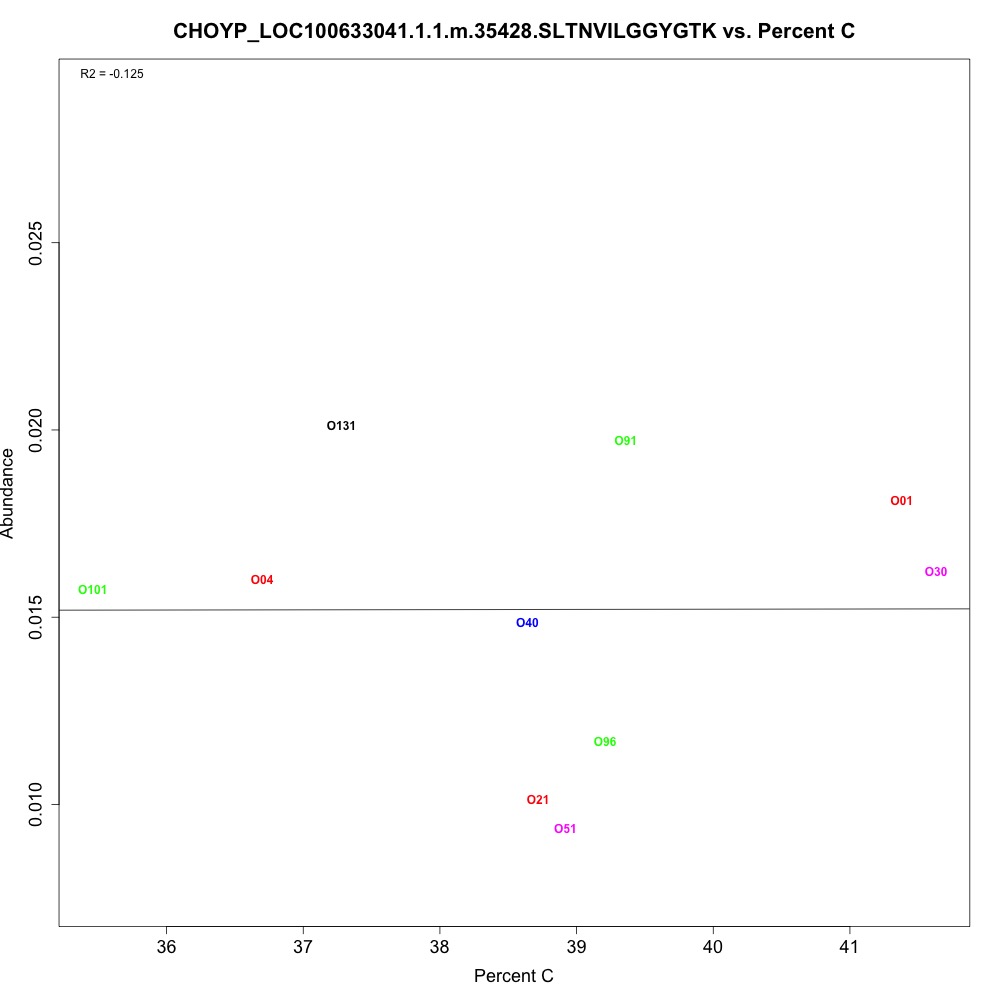 CHOYP_LOC100633041.1.1.m.35428.SLTNVILGGYGTK vs. Percent C
R2 = -0.125
0.025
0.020
0.015
0.010
Abundance
O131
O91
O01
O30
O04
O101
O40
O96
O21
O51
36 37 38 39 40 41
Percent C